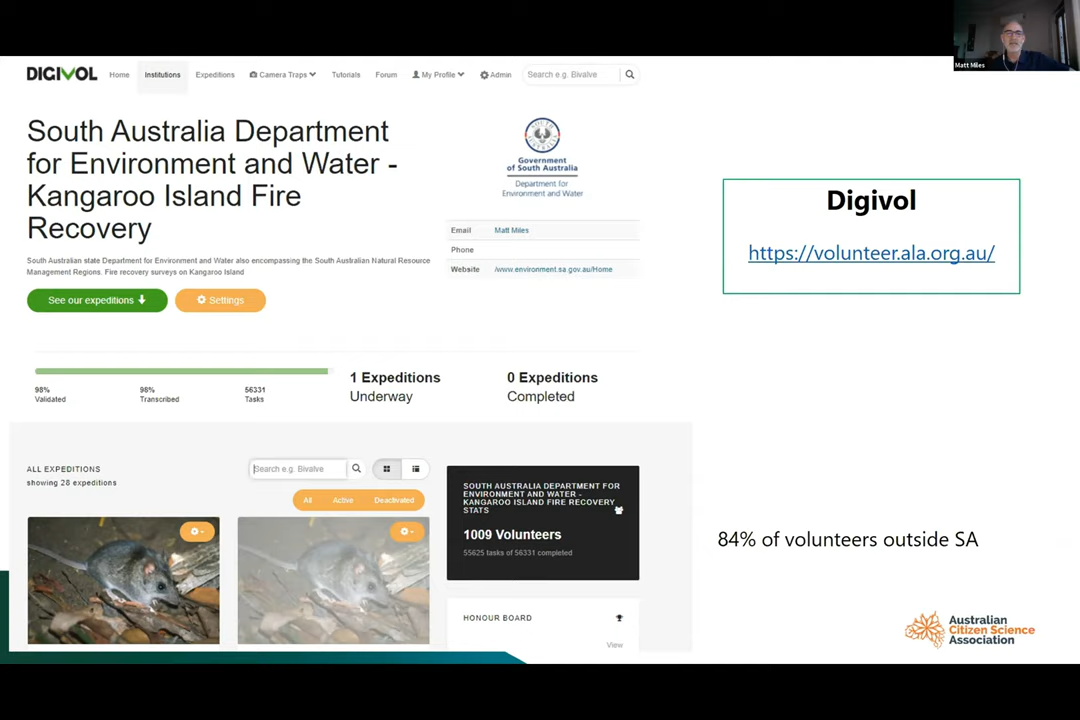 Matt Miles
DIGIVOL
Home
Institutions
Expeditions
Camera Traps
Tutorials
Forum
My Profile
Admin
Search e.g. Bivalve
South Australia Department
for Environment and Water -
Kangaroo Island Fire
Recovery
South Australian state Department for Environment and Water also encompassing the South Australian Natural Resource
Management Regions. Fire recovery surveys on Kangaroo Island
See our expeditions
Settings
SOUTH AUSTRALIA
Government
of South Australia
Department for
Environment and Water
Email Matt Miles
Phone
Website /www.environment.sa.gov.au/Home
Digivol
https://volunteer.ala.org.au/
98%
Validated
98%
Transcribed
56331
Tasks
1 Expeditions
Underway
0 Expeditions
Completed
ALL EXPEDITIONS
showing 28 expeditions
Search e.g. Bivalve
All
Active
Deactivated
SOUTH AUSTRALIA DEPARTMENT FOR
ENVIRONMENT AND WATER -
KANGAROO ISLAND FIRE RECOVERY
STATS
1009 Volunteers
55625 tasks of 56331 completed
HONOUR BOARD
View
84% of volunteers outside SA
Australian
Citizen Science
Association